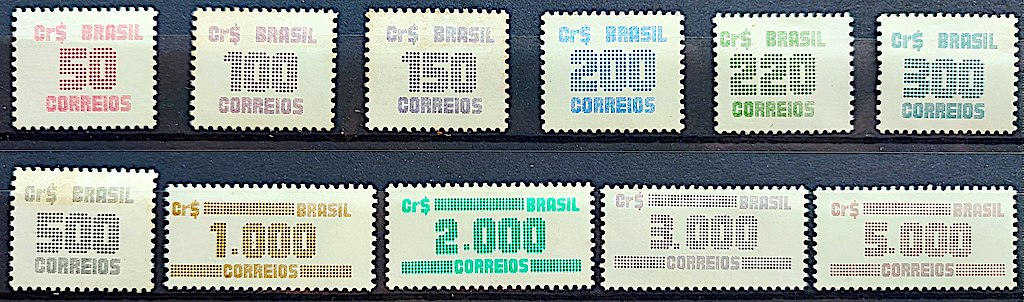 Cr$ BRASIL
50
CORREIOS
Cr$ BRASIL
100
CORREIOS
Cr$ BRASIL
150
CORREIOS
Cr$ BRASIL
200
CORREIOS
Cr$ BRASIL
220
CORREIOS
Cr$ BRASIL
300
CORREIOS
Cr$ BRASIL
500
CORREIOS
Cr$ BRASIL
1.000
CORREIOS
Cr$ BRASIL
2.000
CORREIOS
Cr$ BRASIL
3.000
CORREIOS
Cr$ BRASIL
5.000
CORREIOS